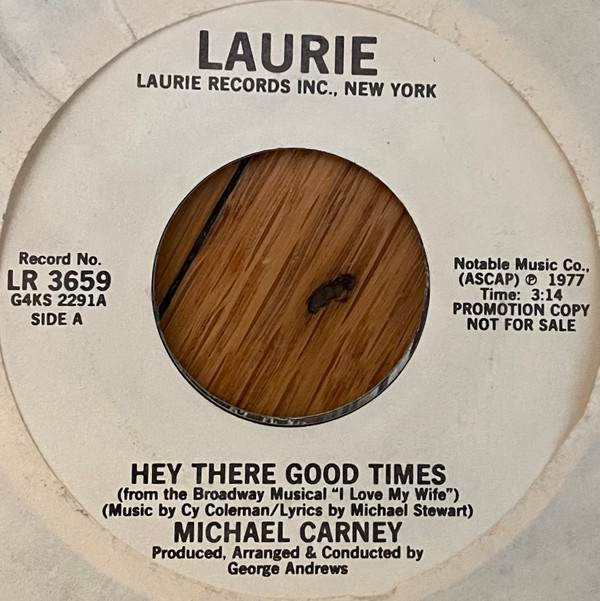 LAURIE
LAURIE RECORDS INC., NEW YORK
Record No.
LR 3659
G4KS 2291A
SIDE A
Notable Music Co.,
(ASCAP) ℗ 1977
Time: 3:14
PROMOTION COPY
NOT FOR SALE
HEY THERE GOOD TIMES
(from the Broadway Musical "I Love My Wife")
(Music by Cy Coleman/Lyrics by Michael Stewart)
MICHAEL CARNEY
Produced, Arranged & Conducted by
George Andrews